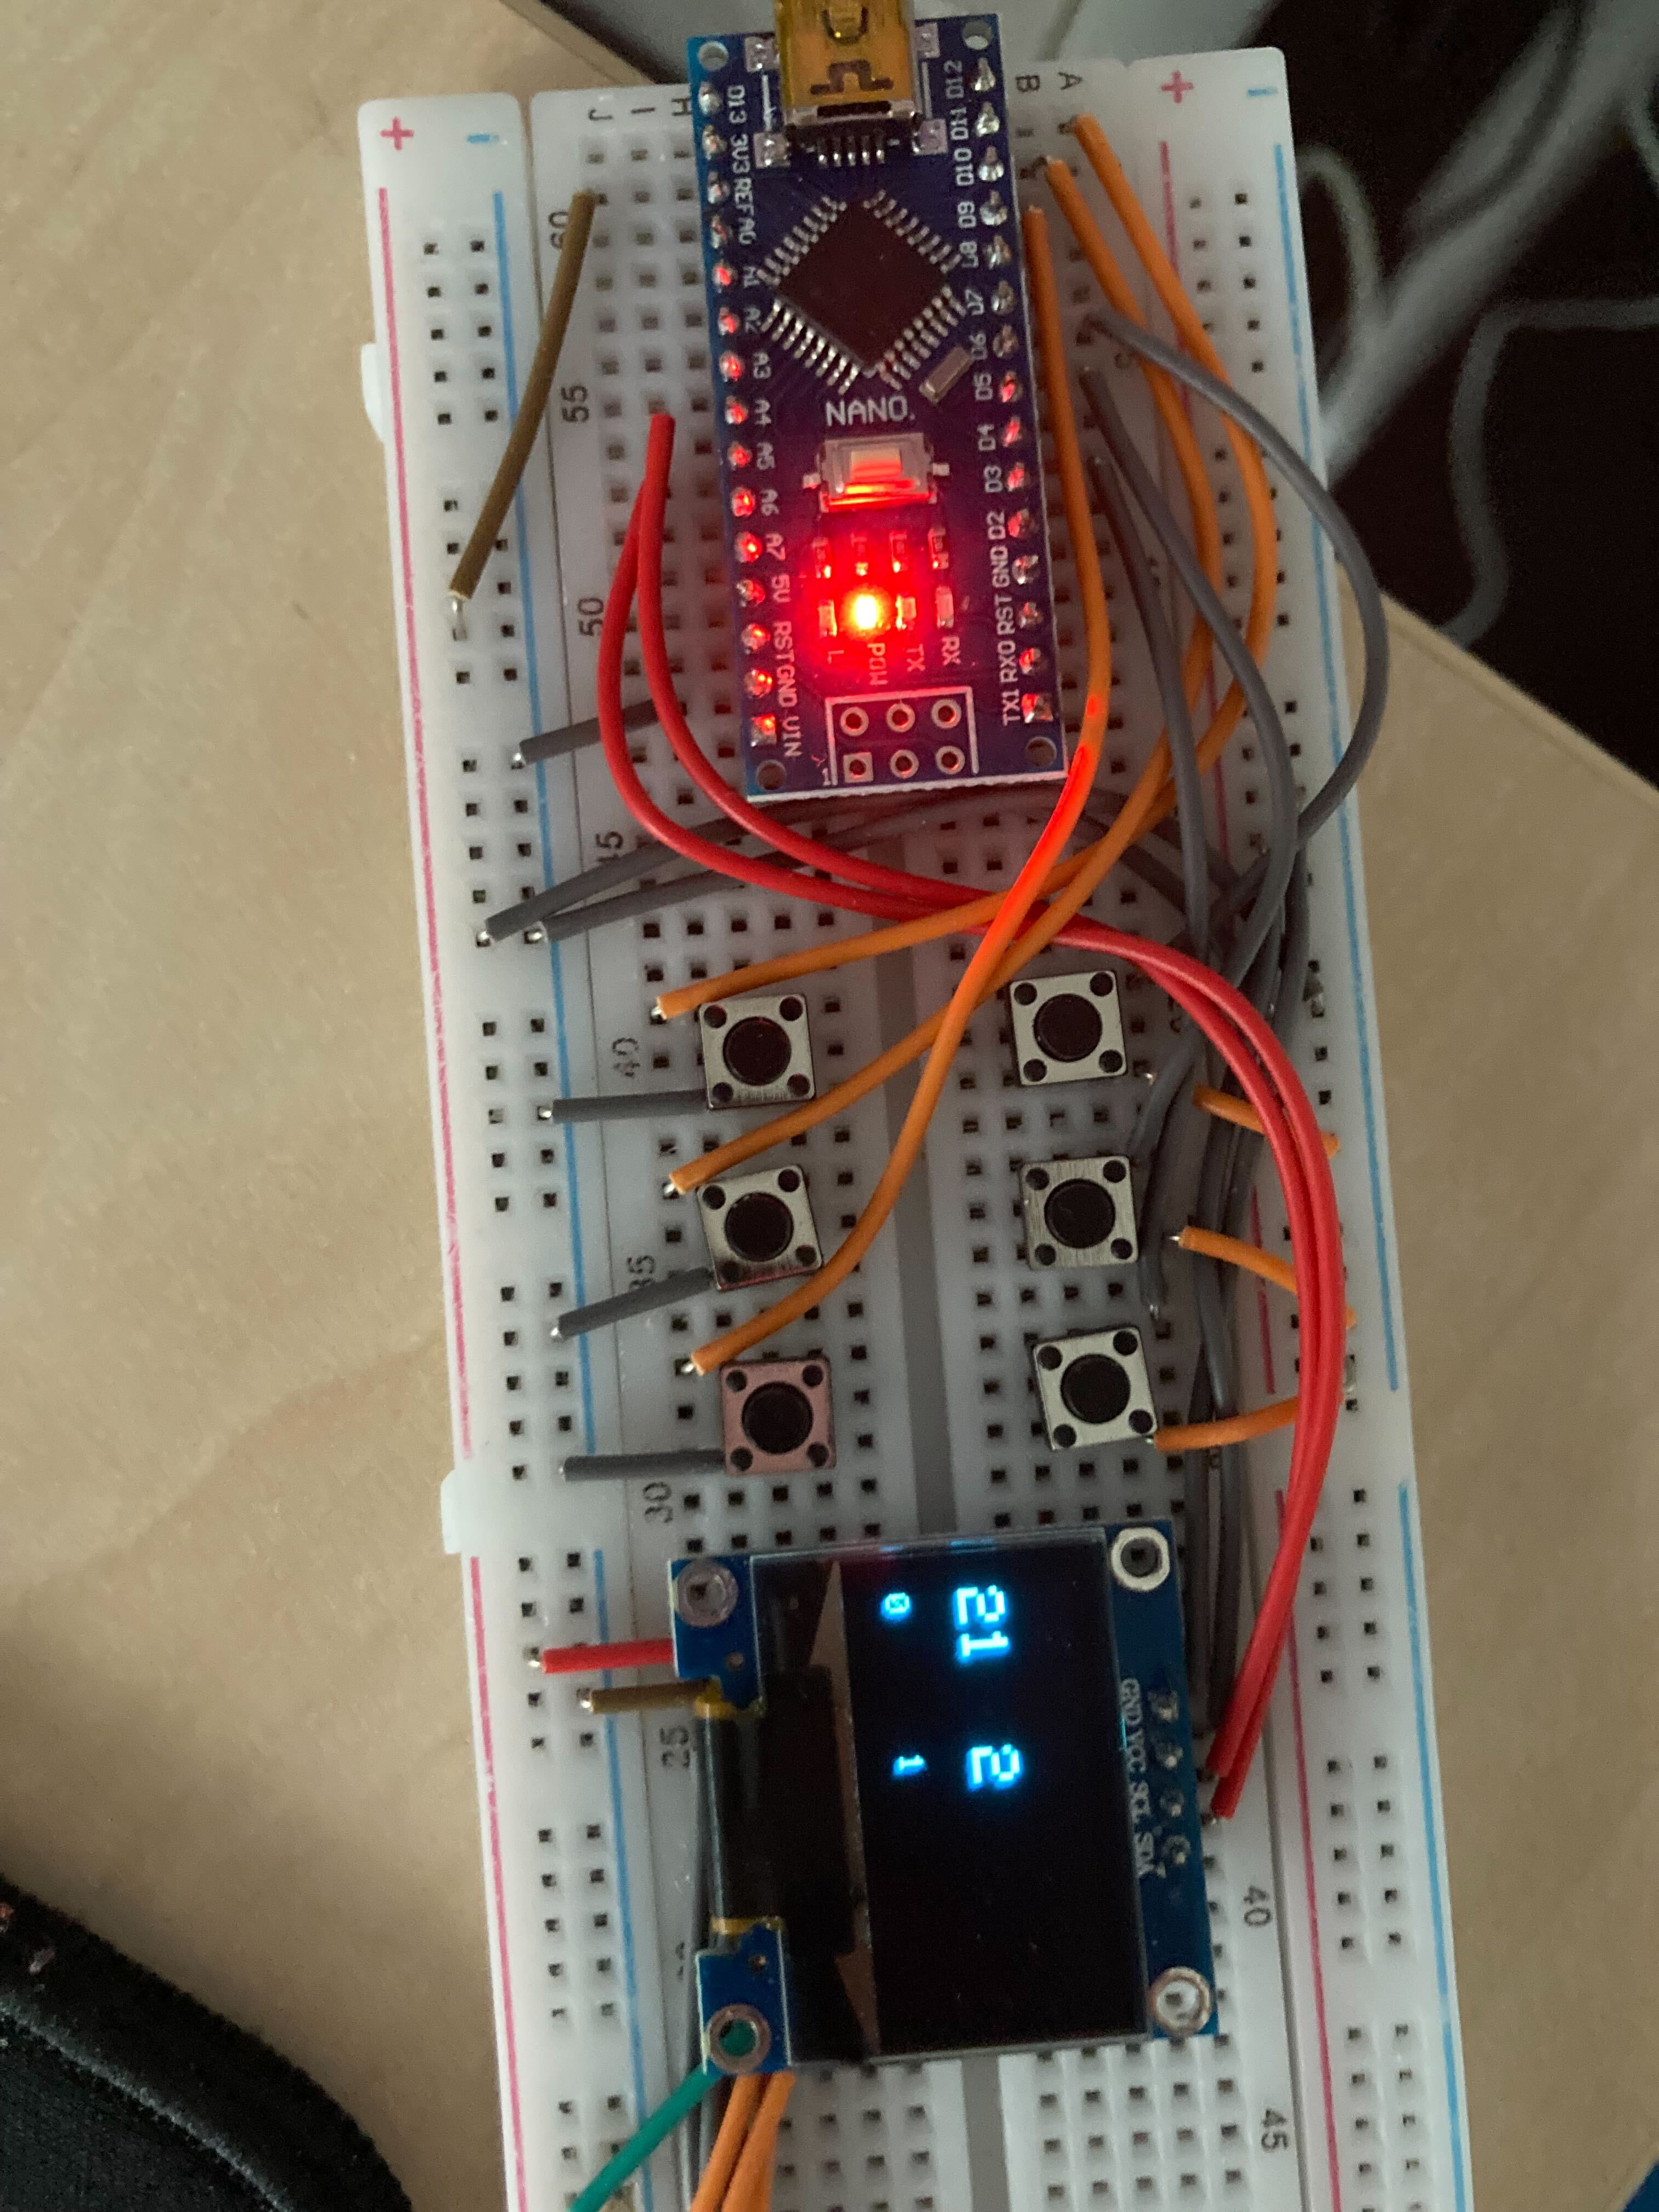 J I H
B A
+ -
+ -
D13 3V3 REF A0 A1 A2 A3 A4 A5 A6 A7 5V RST GND VIN
D12 D11 D10 D9 D8 D7 D6 D5 D4 D3 D2 GND RST RX0 TX1
NANO.
L POW TX RX
60
55
50
45
40
35
30
25
21 2
0 1
GND VCC SCL SDA
40
45